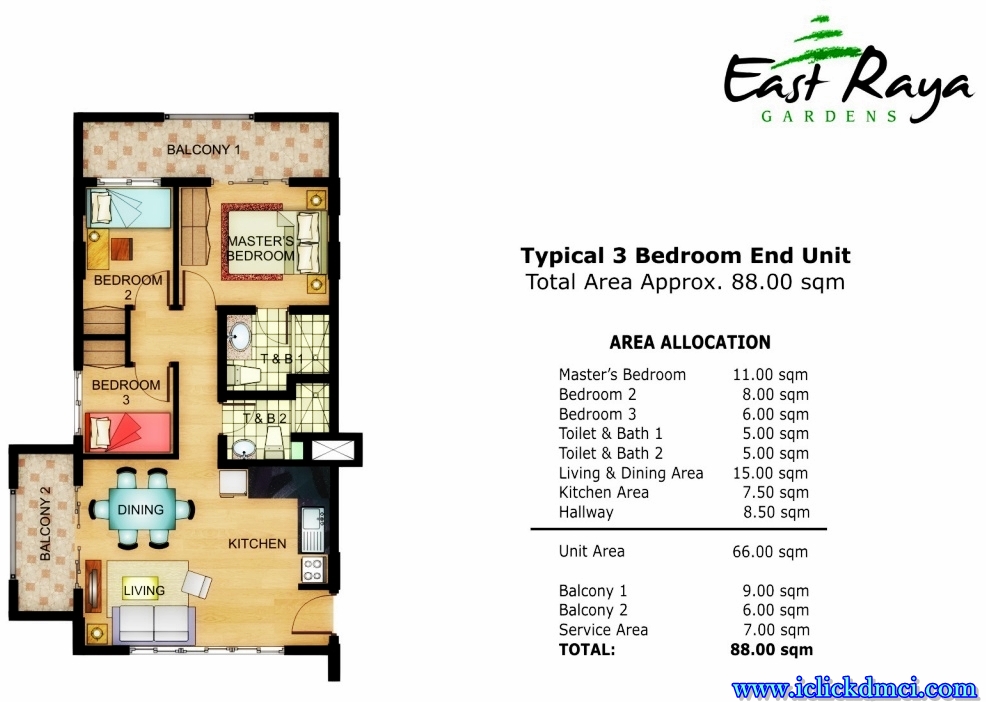 East Raya
GARDENS
BALCONY 1
MASTER'S
BEDROOM
BEDROOM
2
T & B 1
BEDROOM
3
T & B 2
BALCONY 2
DINING
KITCHEN
LIVING
Typical 3 Bedroom End Unit
Total Area Approx. 88.00 sqm
AREA ALLOCATION
Master's Bedroom 11.00 sqm
Bedroom 2 8.00 sqm
Bedroom 3 6.00 sqm
Toilet & Bath 1 5.00 sqm
Toilet & Bath 2 5.00 sqm
Living & Dining Area 15.00 sqm
Kitchen Area 7.50 sqm
Hallway 8.50 sqm
Unit Area 66.00 sqm
Balcony 1 9.00 sqm
Balcony 2 6.00 sqm
Service Area 7.00 sqm
TOTAL: 88.00 sqm
www.iclickdmci.com